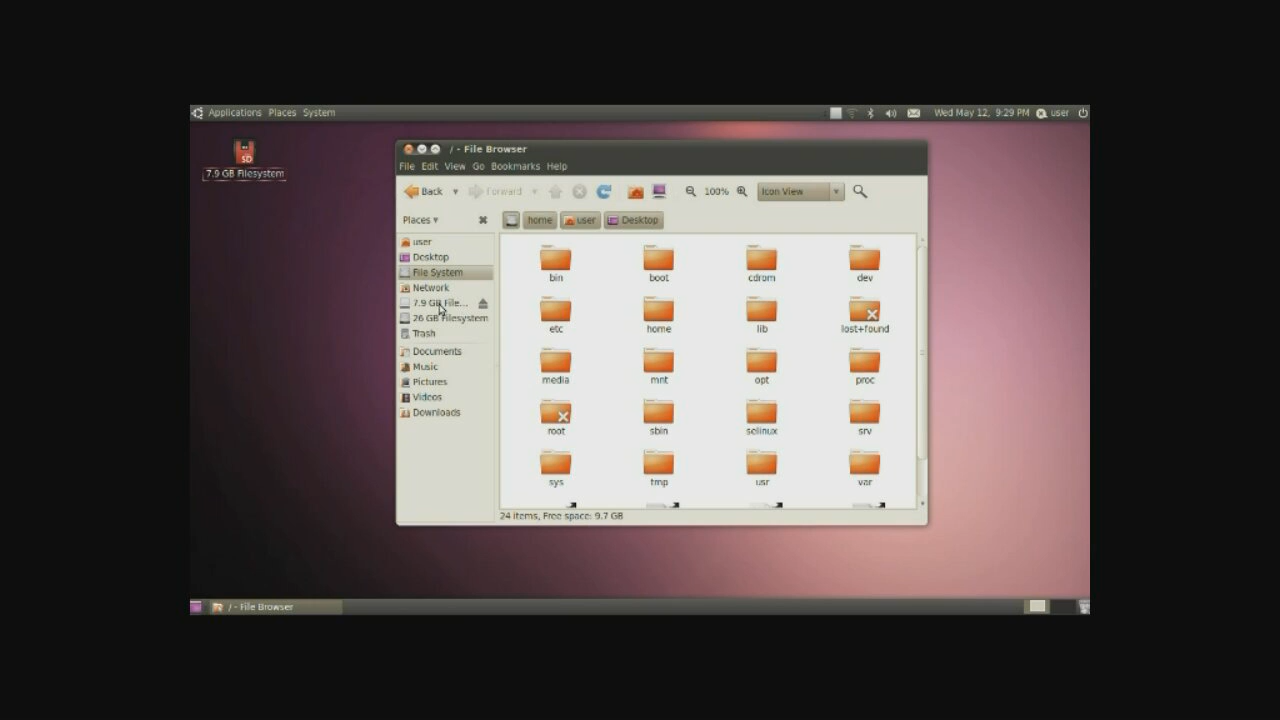 Applications Places System
Wed May 12, 9:29 PM user
SD
7.9 GB Filesystem
/ - File Browser
File Edit View Go Bookmarks Help
Back Forward 100% Icon View
Places home user Desktop
user
Desktop
File System
Network
7.9 GB File...
26 GB Filesystem
Trash
Documents
Music
Pictures
Videos
Downloads
bin boot cdrom dev
etc home lib lost+found
media mnt opt proc
root sbin selinux srv
sys tmp usr var
24 items, Free space: 9.7 GB
/ - File Browser